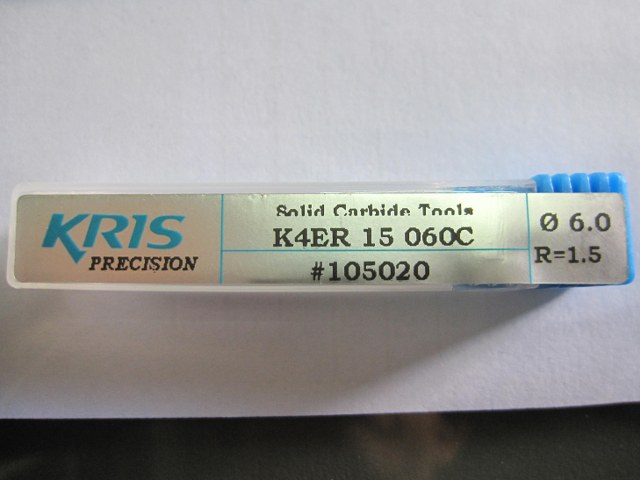 KRIS
PRECISION
Solid Carbide Tools
K4ER 15 060C
#105020
Ø 6.0
R=1.5